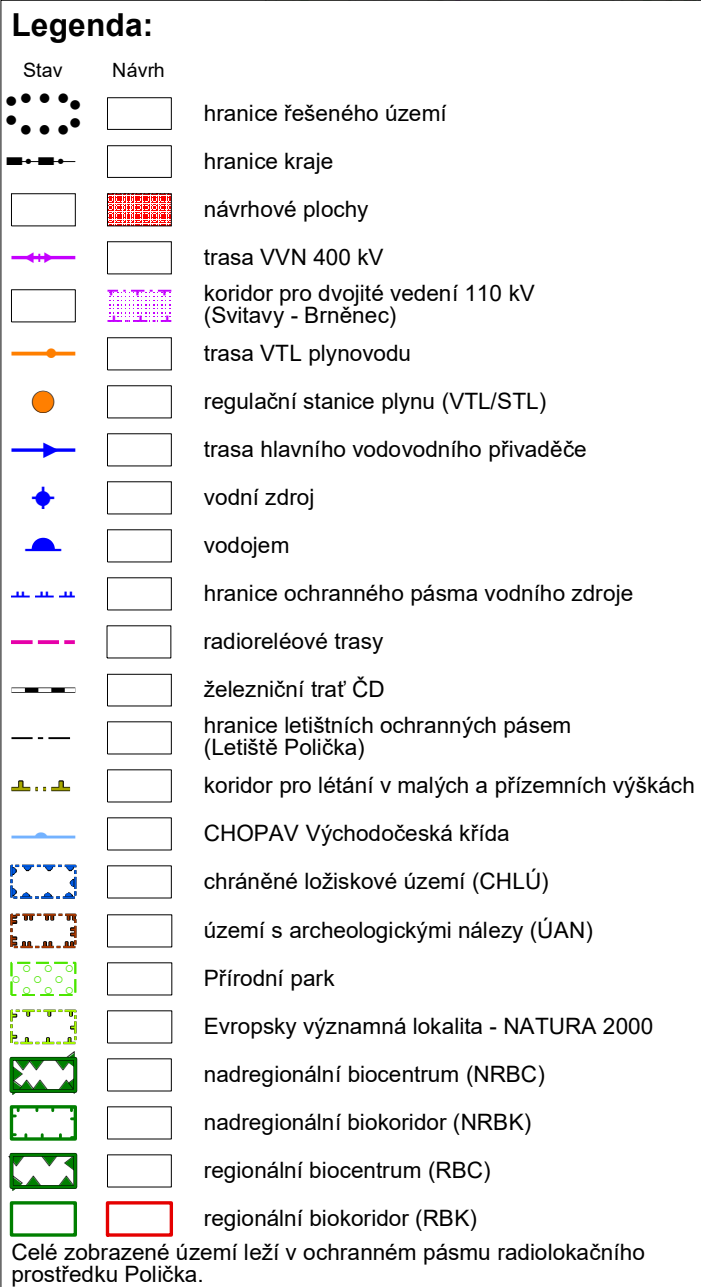 Legenda:
Stav Návrh
hranice řešeného území
hranice kraje
návrhové plochy
trasa VVN 400 kV
koridor pro dvojité vedení 110 kV
(Svitavy - Brněnec)
trasa VTL plynovodu
regulační stanice plynu (VTL/STL)
trasa hlavního vodovodního přivaděče
vodní zdroj
vodojem
hranice ochranného pásma vodního zdroje
radioreléové trasy
železniční trať ČD
hranice letištních ochranných pásem
(Letiště Polička)
koridor pro létání v malých a přízemních výškách
CHOPAV Východočeská křída
chráněné ložiskové území (CHLÚ)
území s archeologickými nálezy (ÚAN)
Přírodní park
Evropsky významná lokalita - NATURA 2000
nadregionální biocentrum (NRBC)
nadregionální biokoridor (NRBK)
regionální biocentrum (RBC)
regionální biokoridor (RBK)
Celé zobrazené území leží v ochranném pásmu radiolokačního
prostředku Polička.